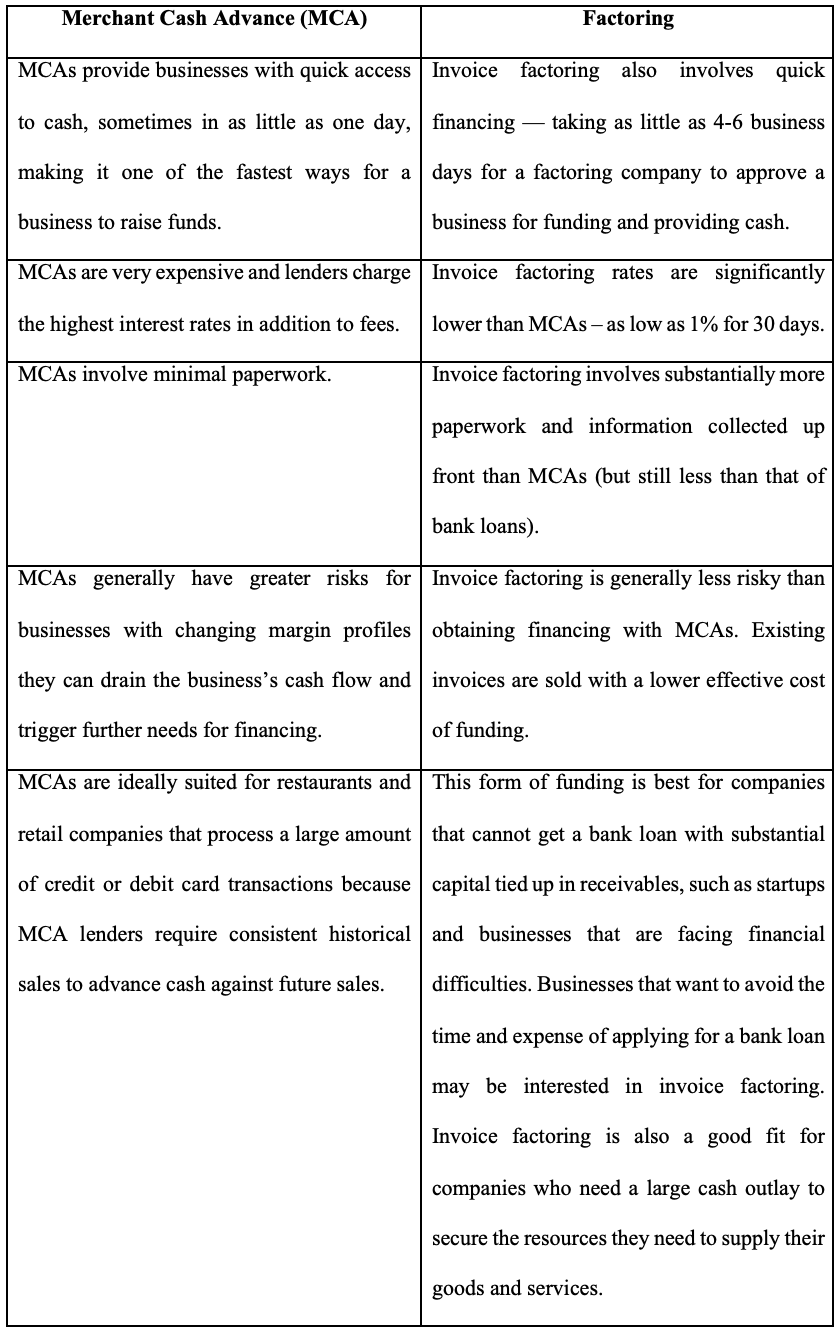 Merchant Cash Advance (MCA)
Factoring
MCAs provide businesses with quick access
to cash, sometimes in as little as one day,
making it one of the fastest ways for a
business to raise funds.
Invoice factoring also involves quick
financing — taking as little as 4-6 business
days for a factoring company to approve a
business for funding and providing cash.
MCAs are very expensive and lenders charge
the highest interest rates in addition to fees.
Invoice factoring rates are significantly
lower than MCAs – as low as 1% for 30 days.
MCAs involve minimal paperwork.
Invoice factoring involves substantially more
paperwork and information collected up
front than MCAs (but still less than that of
bank loans).
MCAs generally have greater risks for
businesses with changing margin profiles
they can drain the business’s cash flow and
trigger further needs for financing.
Invoice factoring is generally less risky than
obtaining financing with MCAs. Existing
invoices are sold with a lower effective cost
of funding.
MCAs are ideally suited for restaurants and
retail companies that process a large amount
of credit or debit card transactions because
MCA lenders require consistent historical
sales to advance cash against future sales.
This form of funding is best for companies
that cannot get a bank loan with substantial
capital tied up in receivables, such as startups
and businesses that are facing financial
difficulties. Businesses that want to avoid the
time and expense of applying for a bank loan
may be interested in invoice factoring.
Invoice factoring is also a good fit for
companies who need a large cash outlay to
secure the resources they need to supply their
goods and services.